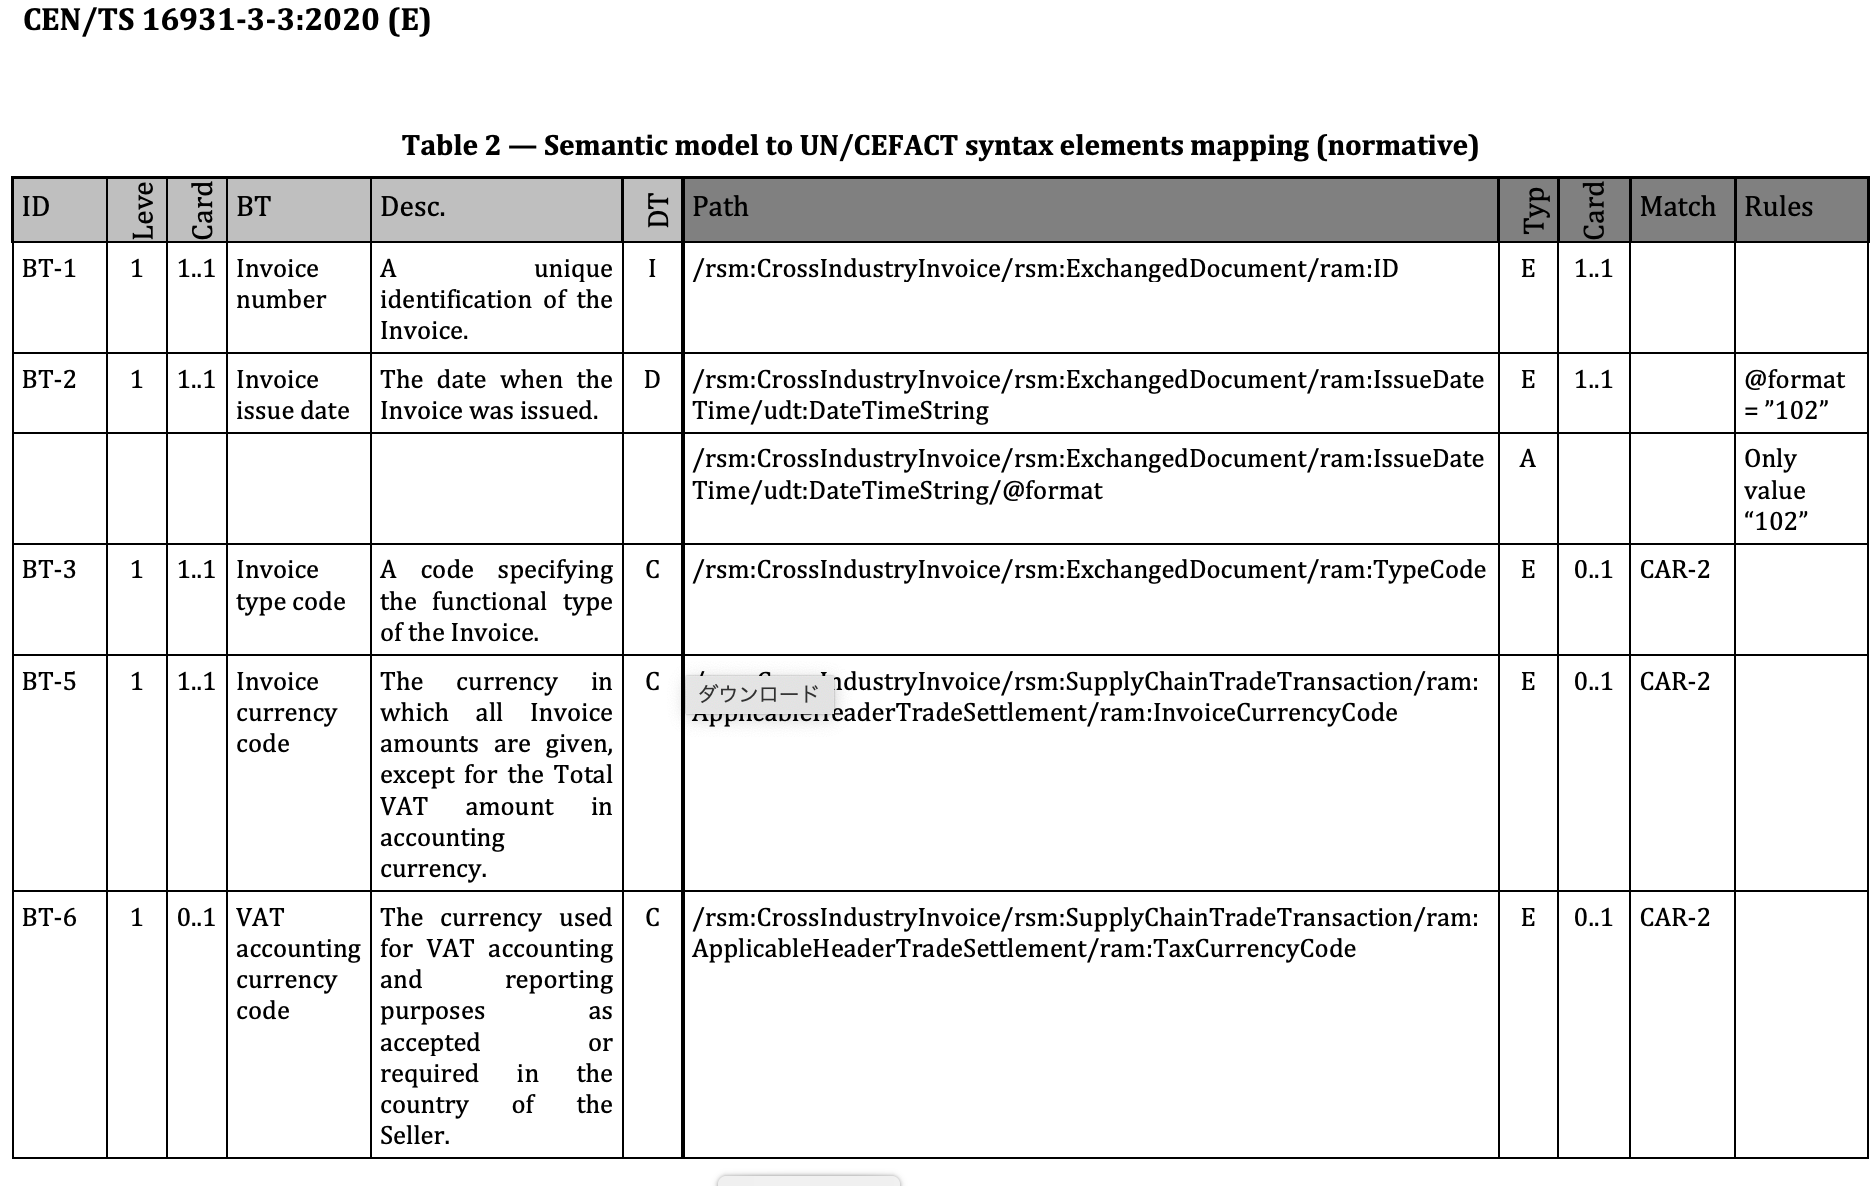 CEN/TS 16931-3-3:2020 (E)
Table 2 — Semantic model to UN/CEFACT syntax elements mapping (normative)
ID Leve Card BT Desc. DT Path Typ Card Match Rules
BT-1 1 1..1 Invoice A unique I /rsm:CrossIndustryInvoice/rsm:ExchangedDocument/ram:ID E 1..1
number identification of the
Invoice.
BT-2 1 1..1 Invoice The date when the D /rsm:CrossIndustryInvoice/rsm:ExchangedDocument/ram:IssueDate E 1..1 @format
issue date Invoice was issued. Time/udt:DateTimeString = ”102”
/rsm:CrossIndustryInvoice/rsm:ExchangedDocument/ram:IssueDate A Only
Time/udt:DateTimeString/@format value
“102”
BT-3 1 1..1 Invoice A code specifying C /rsm:CrossIndustryInvoice/rsm:ExchangedDocument/ram:TypeCode E 0..1 CAR-2
type code the functional type
of the Invoice.
BT-5 1 1..1 Invoice The currency in C ダウンロード ndustryInvoice/rsm:SupplyChainTradeTransaction/ram: E 0..1 CAR-2
currency which all Invoice eaderTradeSettlement/ram:InvoiceCurrencyCode
code amounts are given,
except for the Total
VAT amount in
accounting
currency.
BT-6 1 0..1 VAT The currency used C /rsm:CrossIndustryInvoice/rsm:SupplyChainTradeTransaction/ram: E 0..1 CAR-2
accounting for VAT accounting ApplicableHeaderTradeSettlement/ram:TaxCurrencyCode
currency and reporting
code purposes as
accepted or
required in the
country of the
Seller.